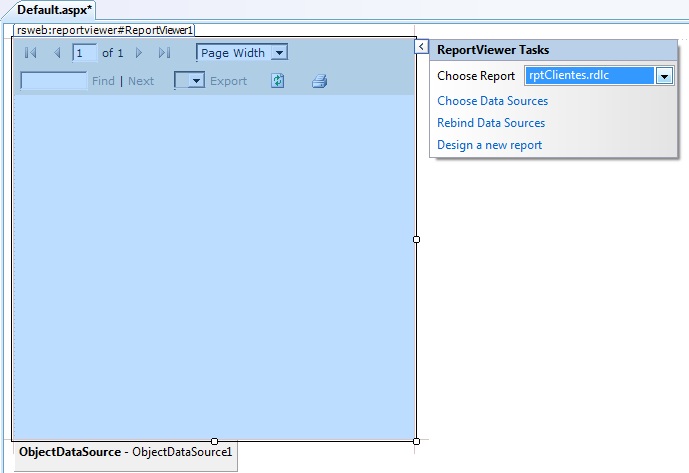 Default.aspx*
rsweb:reportviewer#ReportViewer1
1 of 1 Page Width
Find | Next Export
ReportViewer Tasks
Choose Report rptClientes.rdlc
Choose Data Sources
Rebind Data Sources
Design a new report
ObjectDataSource - ObjectDataSource1